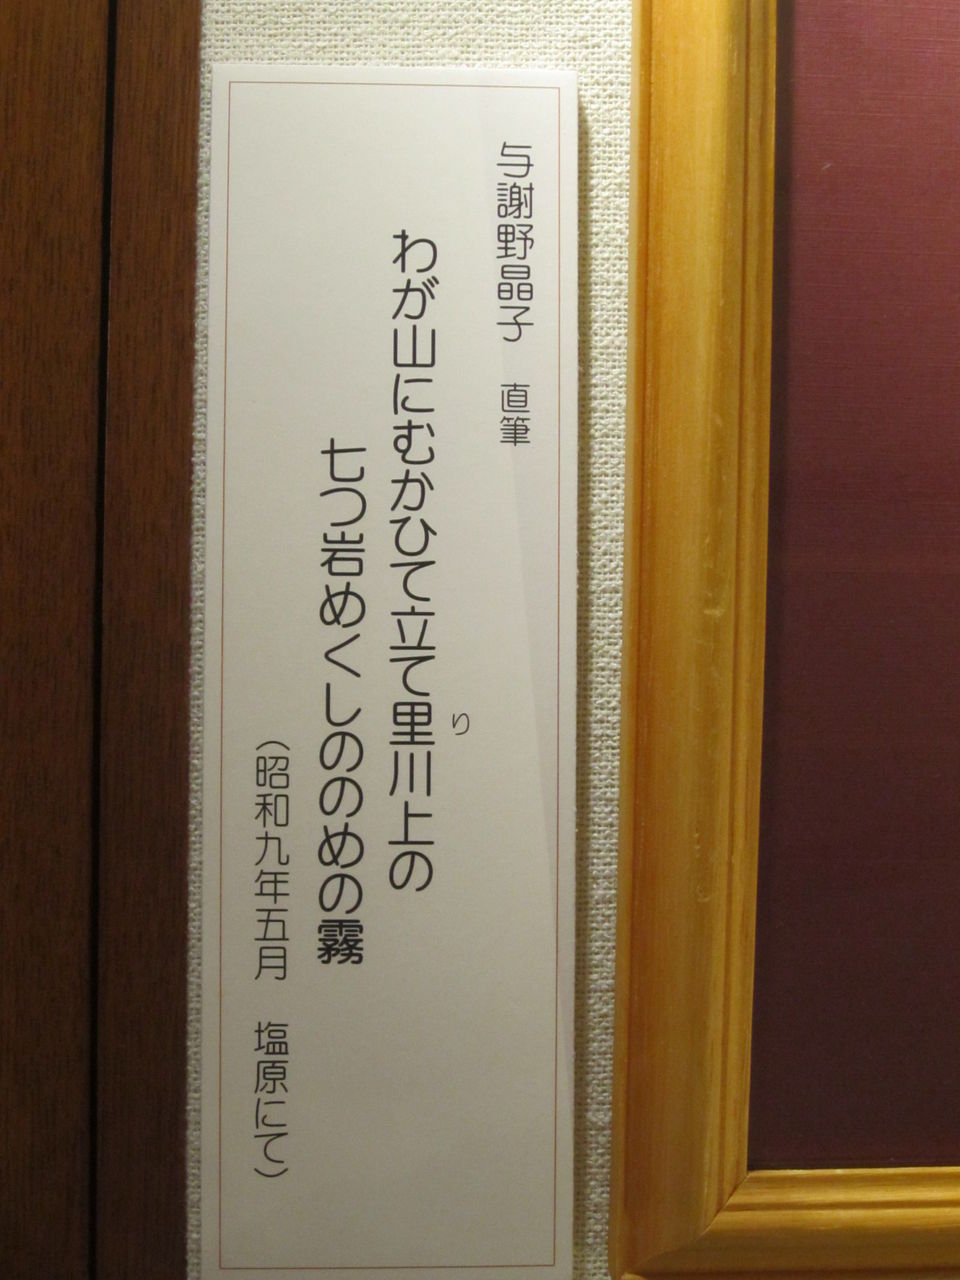 与謝野晶子 直筆
わが山にむかひて立て里川上の
り
七つ岩めくしののめの霧
(昭和九年五月 塩原にて)